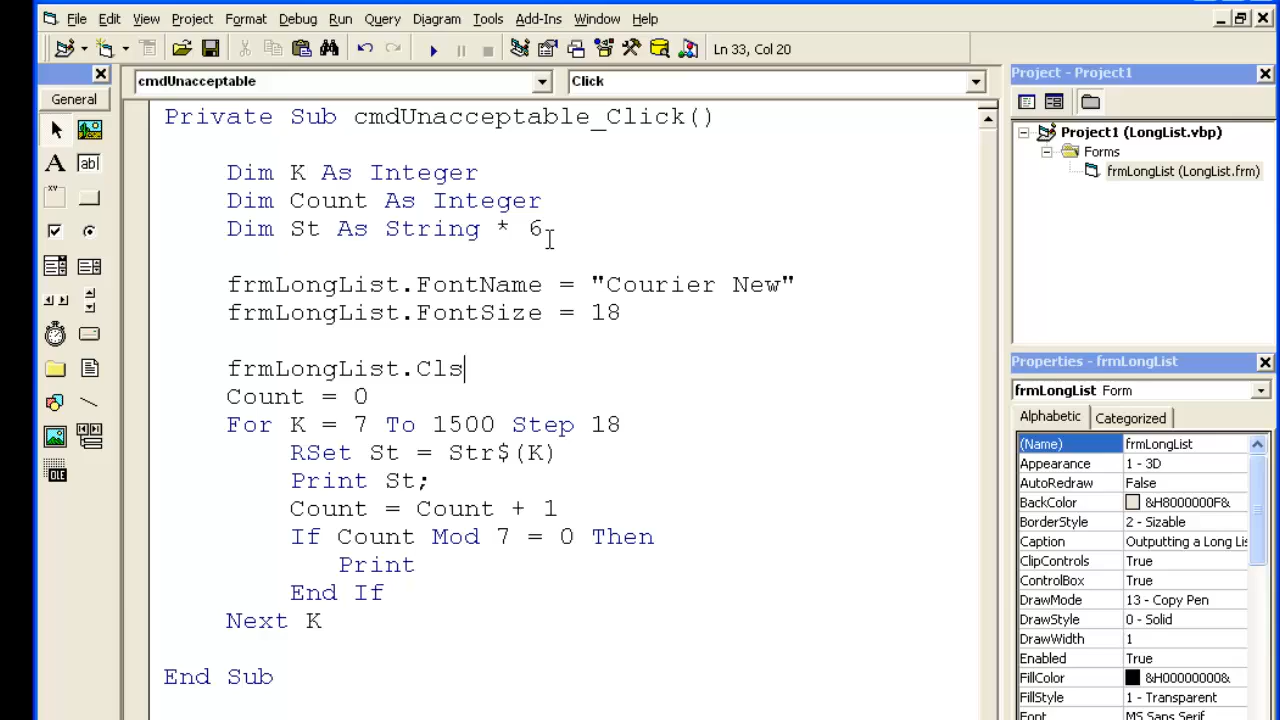 File Edit View Project Format Debug Run Query Diagram Tools Add-Ins Window Help
Ln 33, Col 20
General
cmdUnacceptable Click
Private Sub cmdUnacceptable_Click()
Dim K As Integer
Dim Count As Integer
Dim St As String * 6
frmLongList.FontName = "Courier New"
frmLongList.FontSize = 18
frmLongList.Cls
Count = 0
For K = 7 To 1500 Step 18
RSet St = Str$(K)
Print St;
Count = Count + 1
If Count Mod 7 = 0 Then
Print
End If
Next K
End Sub
A ab|
XY
OLE
Project - Project1
Project1 (LongList.vbp)
Forms
frmLongList (LongList.frm)
Properties - frmLongList
frmLongList Form
Alphabetic Categorized
(Name) frmLongList
Appearance 1 - 3D
AutoRedraw False
BackColor &H8000000F&
BorderStyle 2 - Sizable
Caption Outputting a Long Lis
ClipControls True
ControlBox True
DrawMode 13 - Copy Pen
DrawStyle 0 - Solid
DrawWidth 1
Enabled True
FillColor &H00000000&
FillStyle 1 - Transparent
Font MS Sans Serif